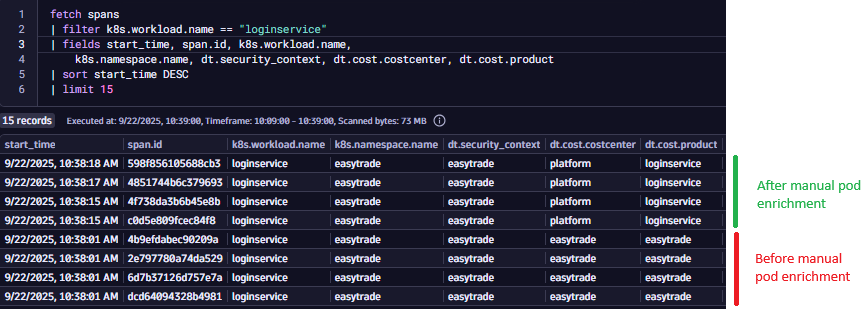 1 fetch spans
2 | filter k8s.workload.name == "loginservice"
3 | fields start_time, span.id, k8s.workload.name,
4 k8s.namespace.name, dt.security_context, dt.cost.costcenter, dt.cost.product
5 | sort start_time DESC
6 | limit 15
15 records Executed at: 9/22/2025, 10:39:00, Timeframe: 10:09:00 - 10:39:00, Scanned bytes: 73 MB
start_time span.id k8s.workload.name k8s.namespace.name dt.security_context dt.cost.costcenter dt.cost.product
9/22/2025, 10:38:18 AM 598f856105688cb3 loginservice easytrade easytrade platform loginservice
9/22/2025, 10:38:17 AM 4851744b6c379693 loginservice easytrade easytrade platform loginservice
9/22/2025, 10:38:15 AM 4f738da3b6b45e8b loginservice easytrade easytrade platform loginservice
9/22/2025, 10:38:15 AM c0d5e809fcec84f8 loginservice easytrade easytrade platform loginservice
9/22/2025, 10:38:01 AM 4b9efdabec90209a loginservice easytrade easytrade easytrade easytrade
9/22/2025, 10:38:01 AM 2e797780a74da529 loginservice easytrade easytrade easytrade easytrade
9/22/2025, 10:38:01 AM 6d7b37126d757e7a loginservice easytrade easytrade easytrade easytrade
9/22/2025, 10:38:01 AM dcd64094328b4981 loginservice easytrade easytrade easytrade easytrade
After manual pod
enrichment
Before manual
pod enrichment